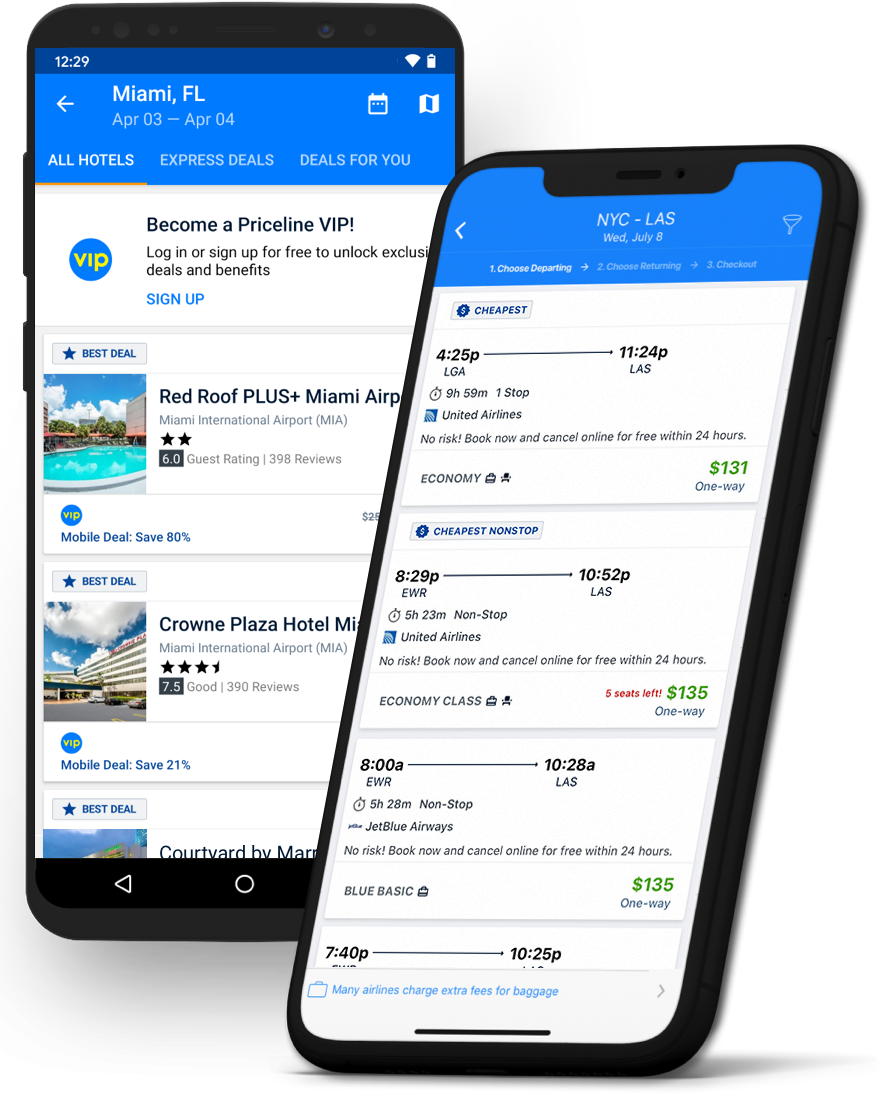 12:29
Miami, FL
Apr 03 — Apr 04
ALL HOTELS EXPRESS DEALS DEALS FOR YOU
Become a Priceline VIP!
vip
Log in or sign up for free to unlock
deals and benefits
SIGN UP
BEST DEAL
Red Roof PLUS+ Miami
Miami International Airport (MIA)
6.0 Guest Rating | 398 Reviews
vip
Mobile Deal: Save 80%
BEST DEAL
Crowne Plaza Hotel
Miami International Airport (MIA)
7.5 Good | 390 Reviews
vip
Mobile Deal: Save 21%
BEST DEAL
Courtyard by
NYC - LAS
Wed, July 8
1. Choose Departing → 2. Choose Returning → 3. Checkout
CHEAPEST
4:25p 11:24p
LGA LAS
9h 59m 1 Stop
United Airlines
No risk! Book now and cancel online for free within 24 hours.
ECONOMY $131
One-way
CHEAPEST NONSTOP
8:29p 10:52p
EWR LAS
5h 23m Non-Stop
United Airlines
No risk! Book now and cancel online for free within 24 hours.
ECONOMY CLASS 5 seats left! $135
One-way
8:00a 10:28a
EWR LAS
5h 28m Non-Stop
jetBlue JetBlue Airways
No risk! Book now and cancel online for free within 24 hours.
BLUE BASIC $135
One-way
7:40p 10:25p
Many airlines charge extra fees for baggage